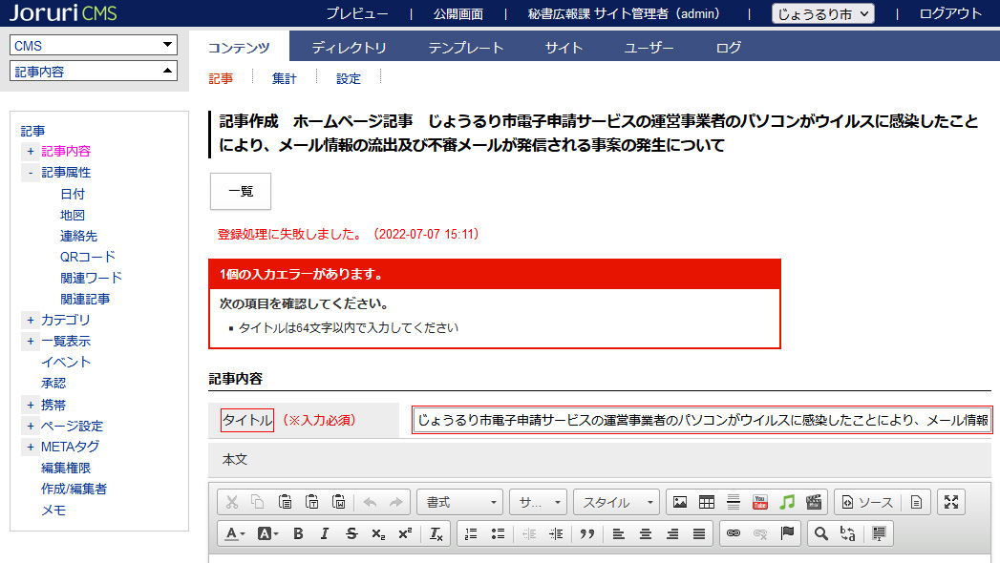 Joruri CMS
プレビュー | 公開画面 | 秘書広報課 サイト管理者（admin） | じょうるり市 | ログアウト
CMS
記事内容
コンテンツ ディレクトリ テンプレート サイト ユーザー ログ
記事 集計 設定
記事
+ 記事内容
- 記事属性
日付
地図
連絡先
QRコード
関連ワード
関連記事
+ カテゴリ
+ 一覧表示
イベント
承認
+ 携帯
+ ページ設定
+ METAタグ
編集権限
作成/編集者
メモ
記事作成　ホームページ記事　じょうるり市電子申請サービスの運営事業者のパソコンがウイルスに感染したこと
により、メール情報の流出及び不審メールが発信される事案の発生について
一覧
登録処理に失敗しました。（2022-07-07 15:11）
1個の入力エラーがあります。
次の項目を確認してください。
▪ タイトルは64文字以内で入力してください
記事内容
タイトル （※入力必須） じょうるり市電子申請サービスの運営事業者のパソコンがウイルスに感染したことにより、メール情報
本文
書式 サ... スタイル You Tube ソース
A A B I S x₂ x² Tx